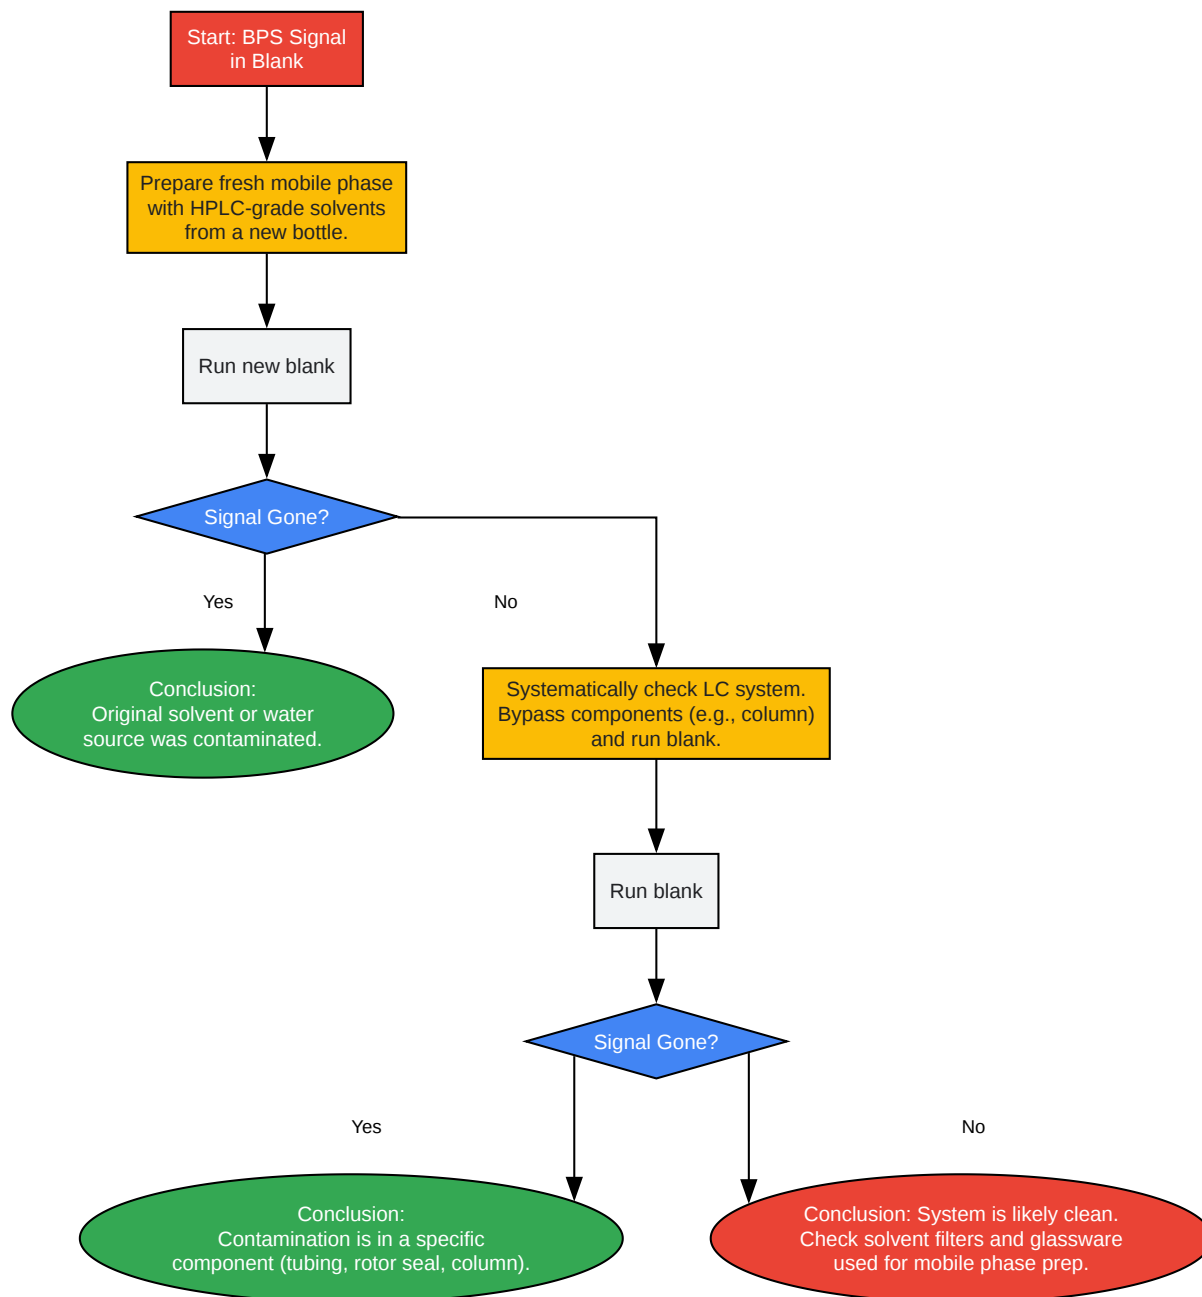 Start: BPS Signal
in Blank
Prepare fresh mobile phase
with HPLC-grade solvents
from a new bottle.
Run new blank
Signal Gone?
Yes
No
Conclusion:
Original solvent or water
source was contaminated.
Systematically check LC system.
Bypass components (e.g., column)
and run blank.
Run blank
Signal Gone?
Yes
No
Conclusion:
Contamination is in a specific
component (tubing, rotor seal, column).
Conclusion: System is likely clean.
Check solvent filters and glassware
used for mobile phase prep.